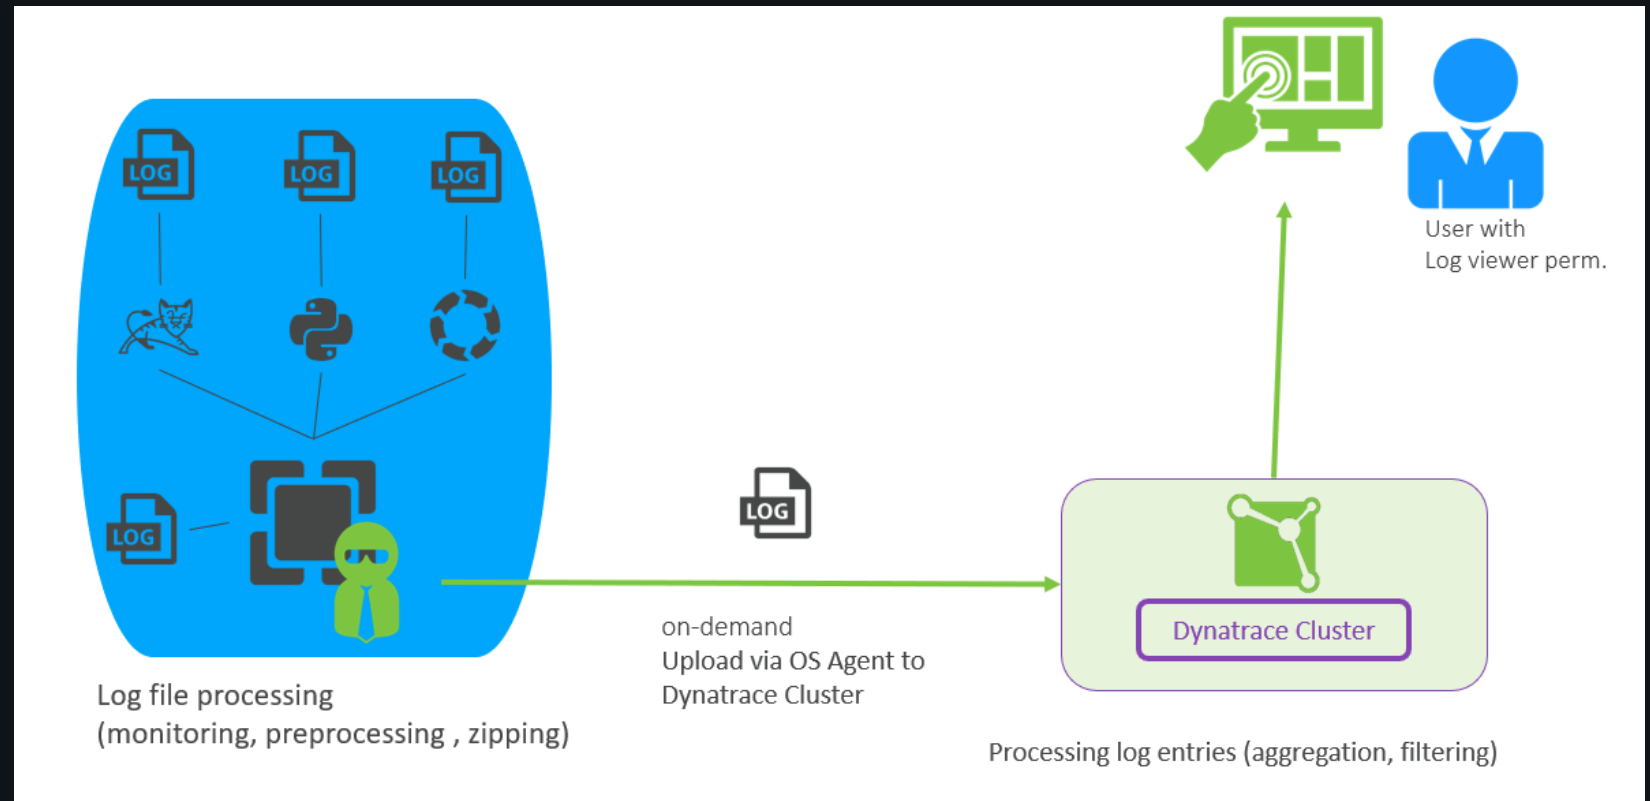 LOG
LOG
LOG
User with
Log viewer perm.
LOG
LOG
on-demand
Upload via OS Agent to
Dynatrace Cluster
Dynatrace Cluster
Log file processing
(monitoring, preprocessing , zipping)
Processing log entries (aggregation, filtering)